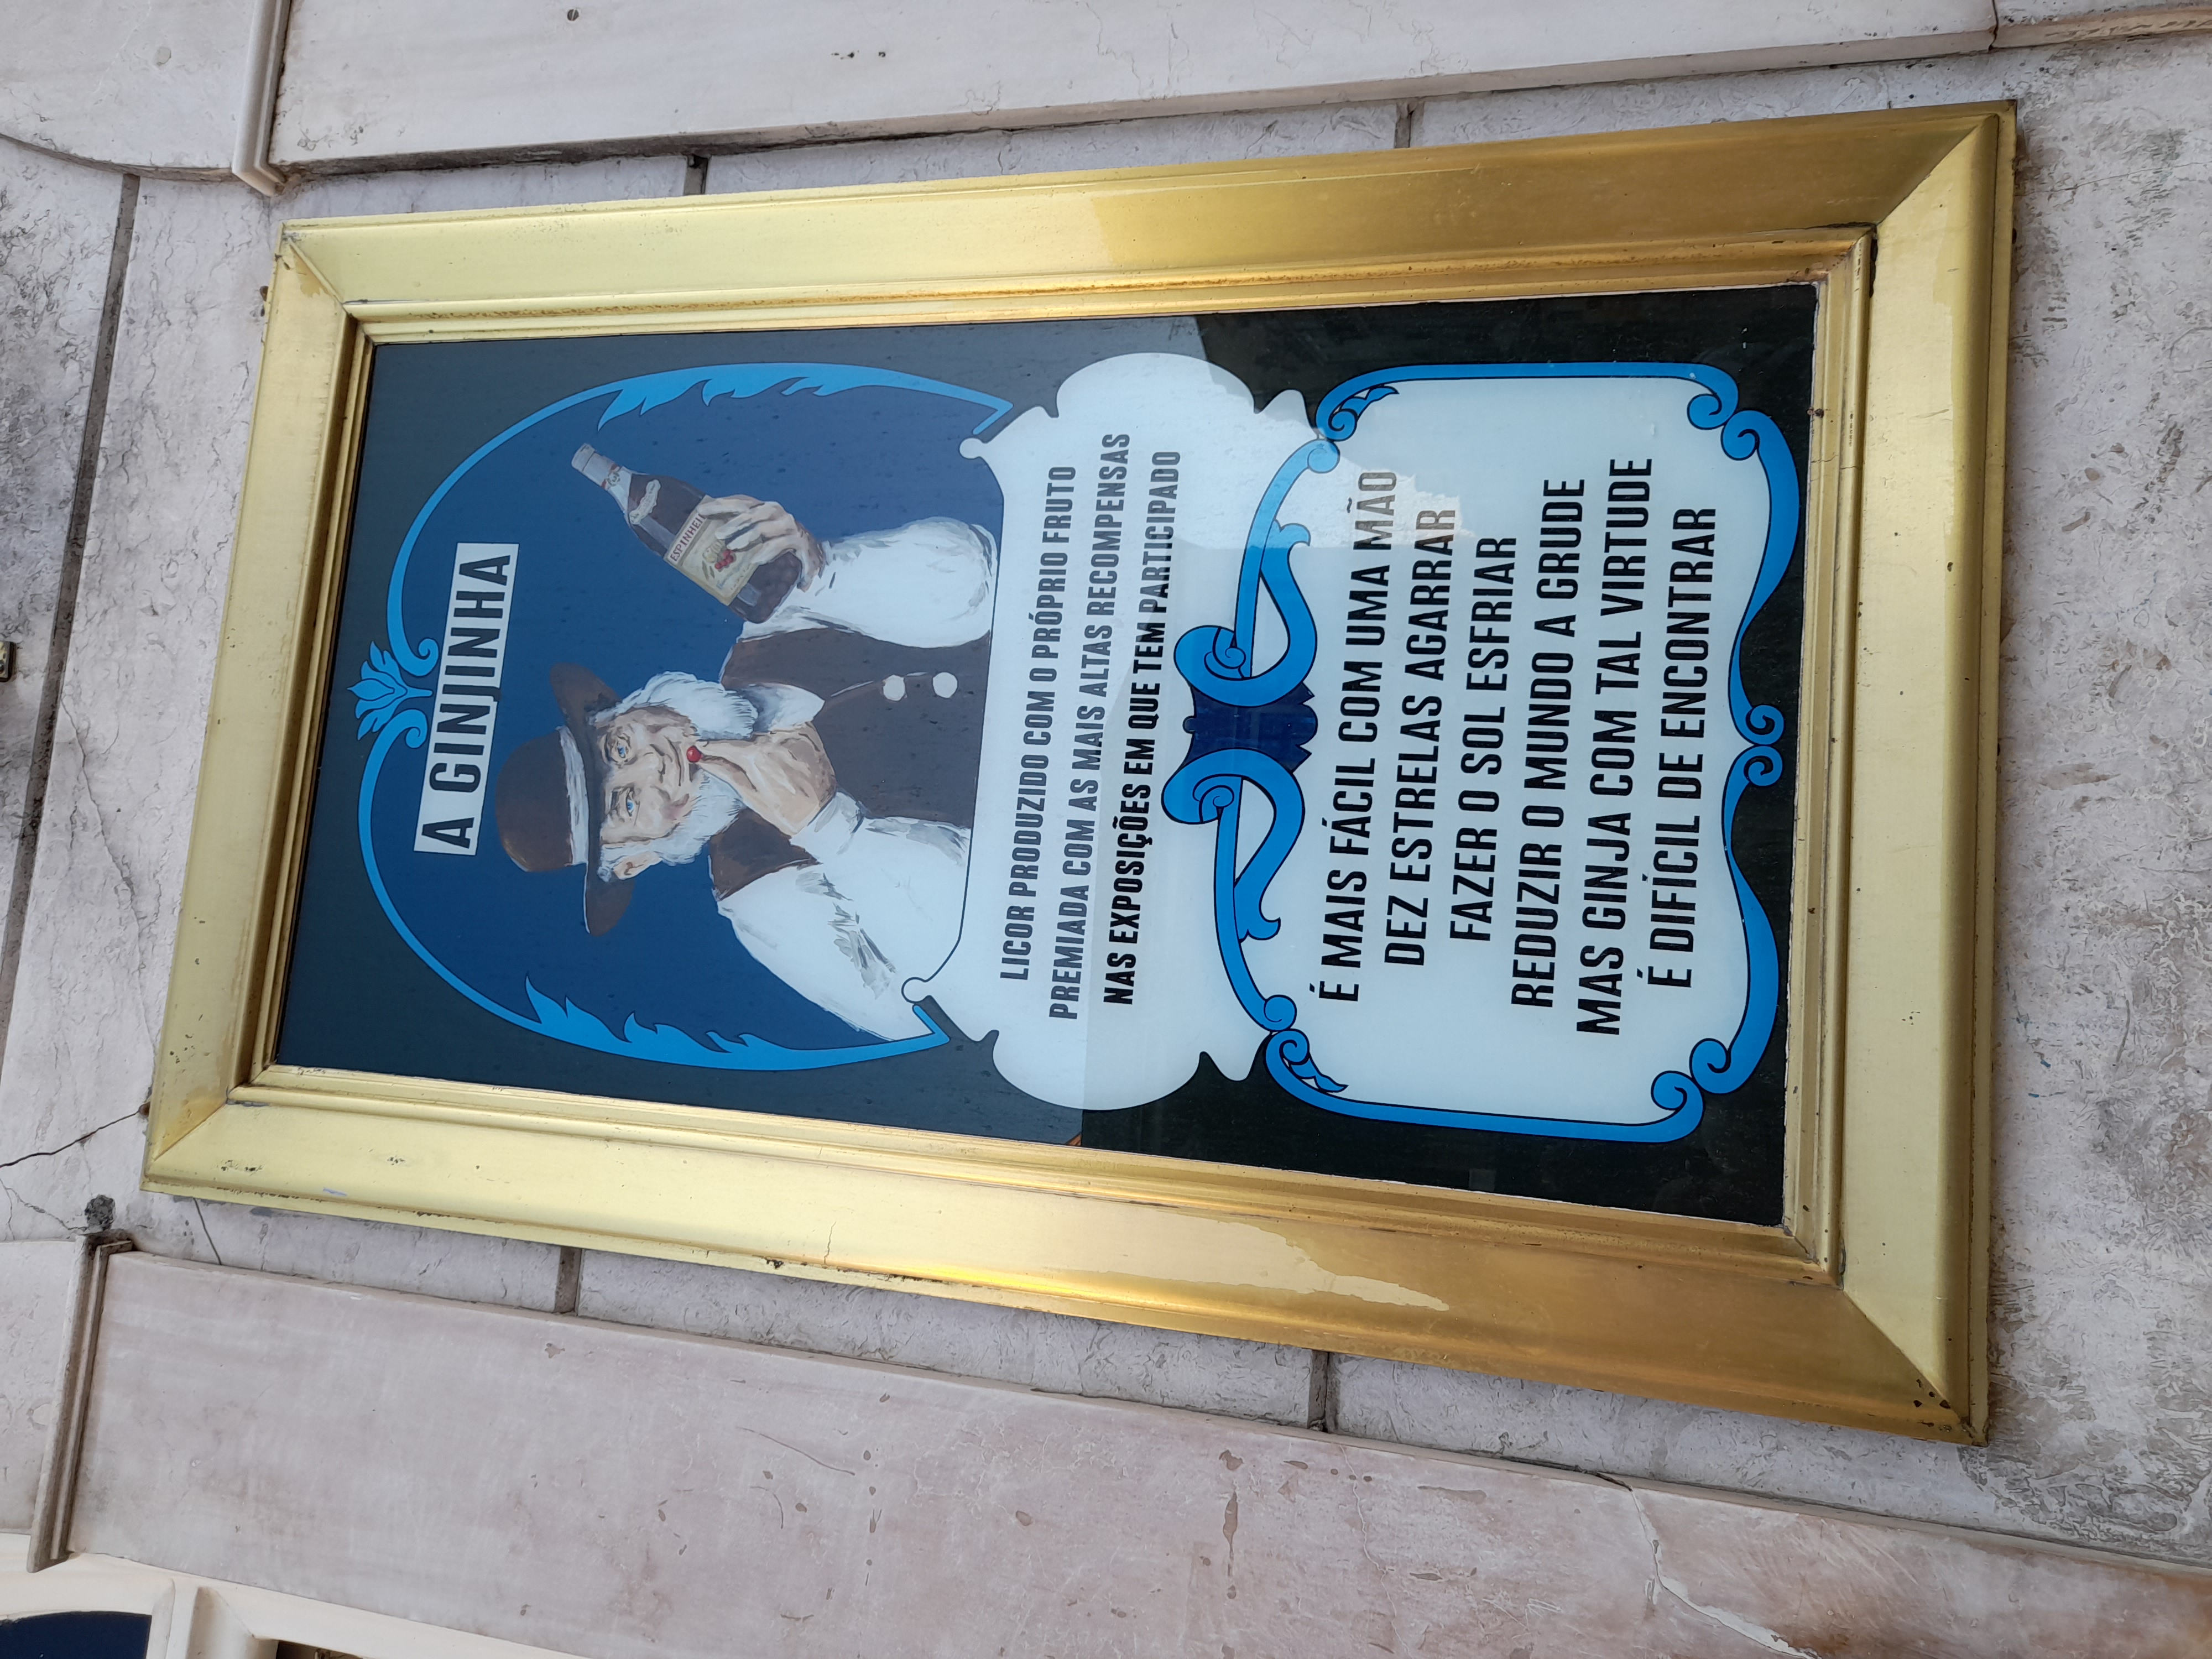 A GINJINHA
LICOR PRODUZIDO COM O PRÓPRIO FRUTO
PREMIADA COM AS MAIS ALTAS RECOMPENSAS
NAS EXPOSIÇÕES EM QUE TEM PARTICIPADO
É MAIS FÁCIL COM UMA MÃO
DEZ ESTRELAS AGARRAR
FAZER O SOL ESFRIAR
REDUZIR O MUNDO A GRUDE
MAS GINJA COM TAL VIRTUDE
É DIFÍCIL DE ENCONTRAR